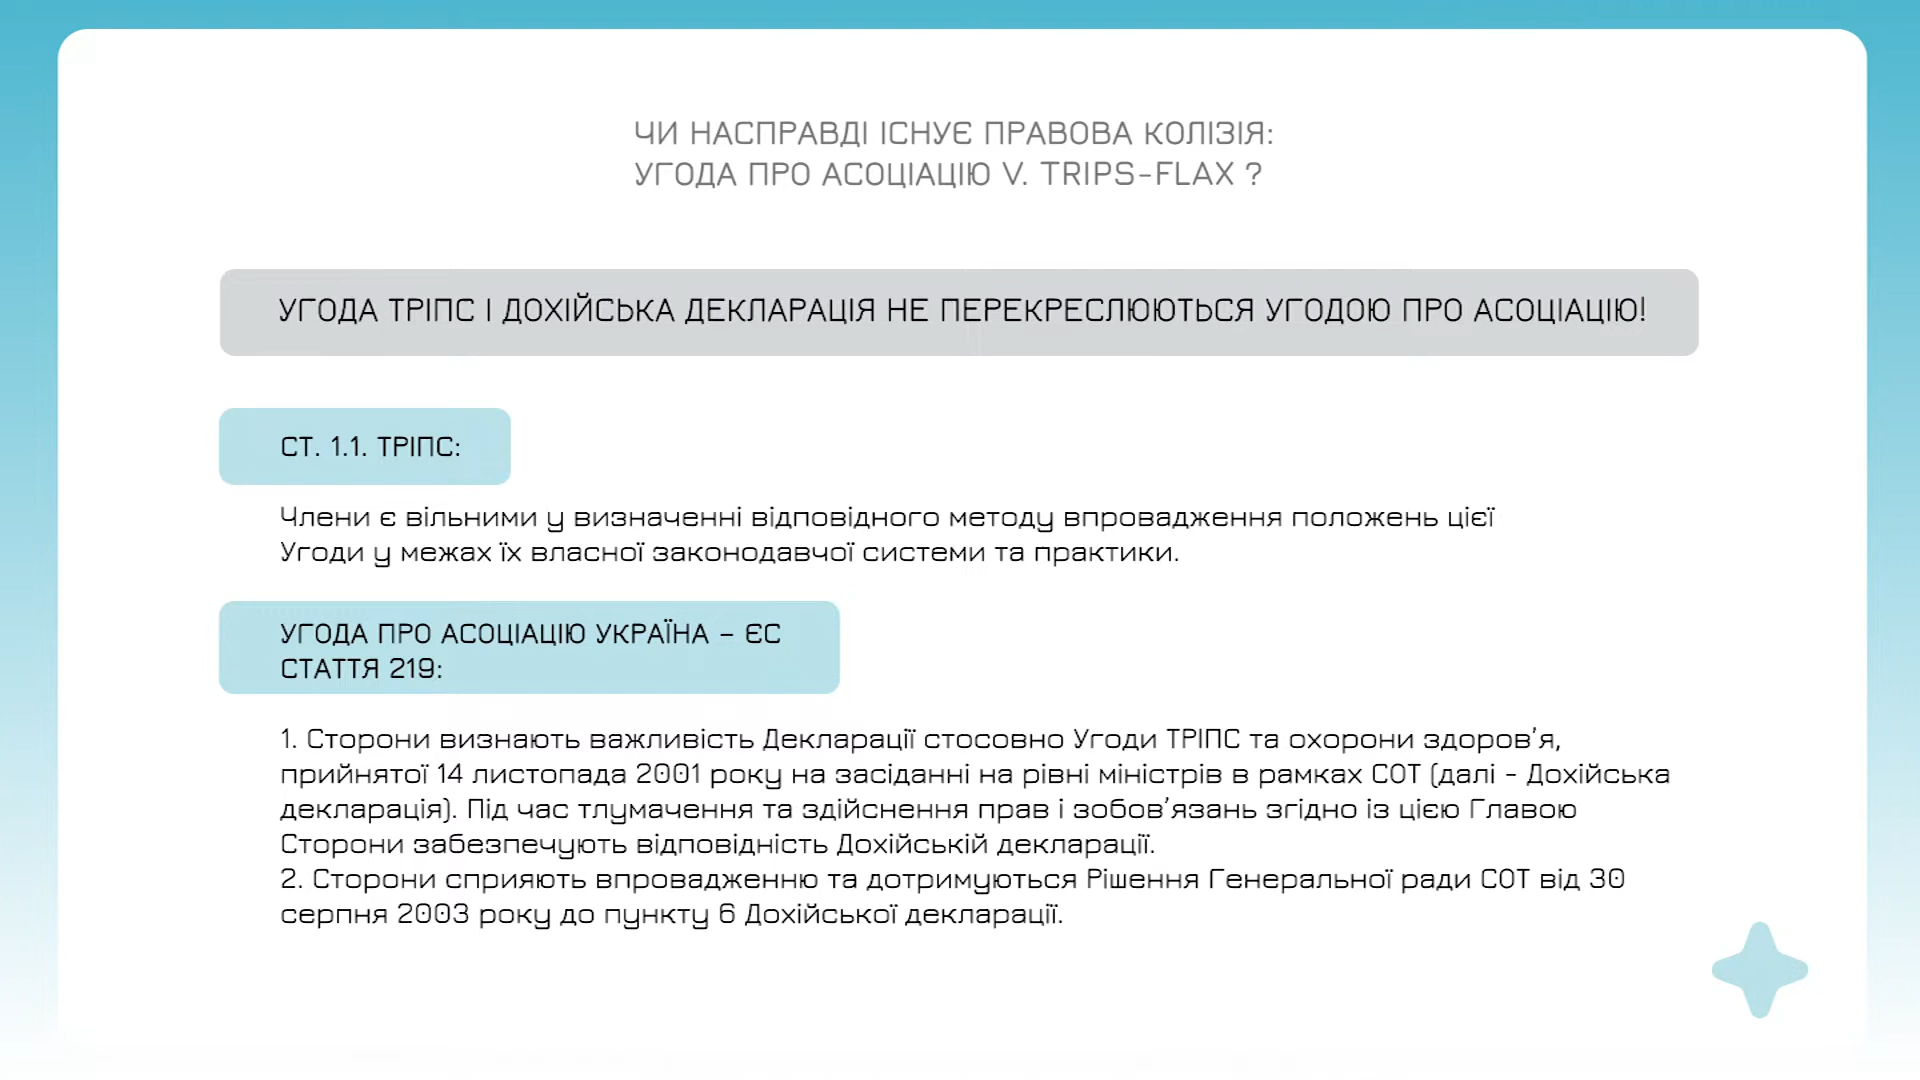 ЧИ НАСПРАВДІ ІСНУЄ ПРАВОВА КОЛІЗІЯ:
УГОДА ПРО АСОЦІАЦІЮ V. TRIPS-FLAX ?
УГОДА ТРІПС І ДОХІЙСЬКА ДЕКЛАРАЦІЯ НЕ ПЕРЕКРЕСЛЮЮТЬСЯ УГОДОЮ ПРО АСОЦІАЦІЮ!
СТ. 1.1. ТРІПС:
Члени є вільними у визначенні відповідного методу впровадження положень цієї
Угоди у межах їх власної законодавчої системи та практики.
УГОДА ПРО АСОЦІАЦІЮ УКРАЇНА – ЄС
СТАТТЯ 219:
1. Сторони визнають важливість Декларації стосовно Угоди ТРІПС та охорони здоров’я,
прийнятої 14 листопада 2001 року на засіданні на рівні міністрів в рамках СОТ (далі - Дохійська
декларація). Під час тлумачення та здійснення прав і зобов’язань згідно із цією Главою
Сторони забезпечують відповідність Дохійській декларації.
2. Сторони сприяють впровадженню та дотримуються Рішення Генеральної ради СОТ від 30
серпня 2003 року до пункту 6 Дохійської декларації.